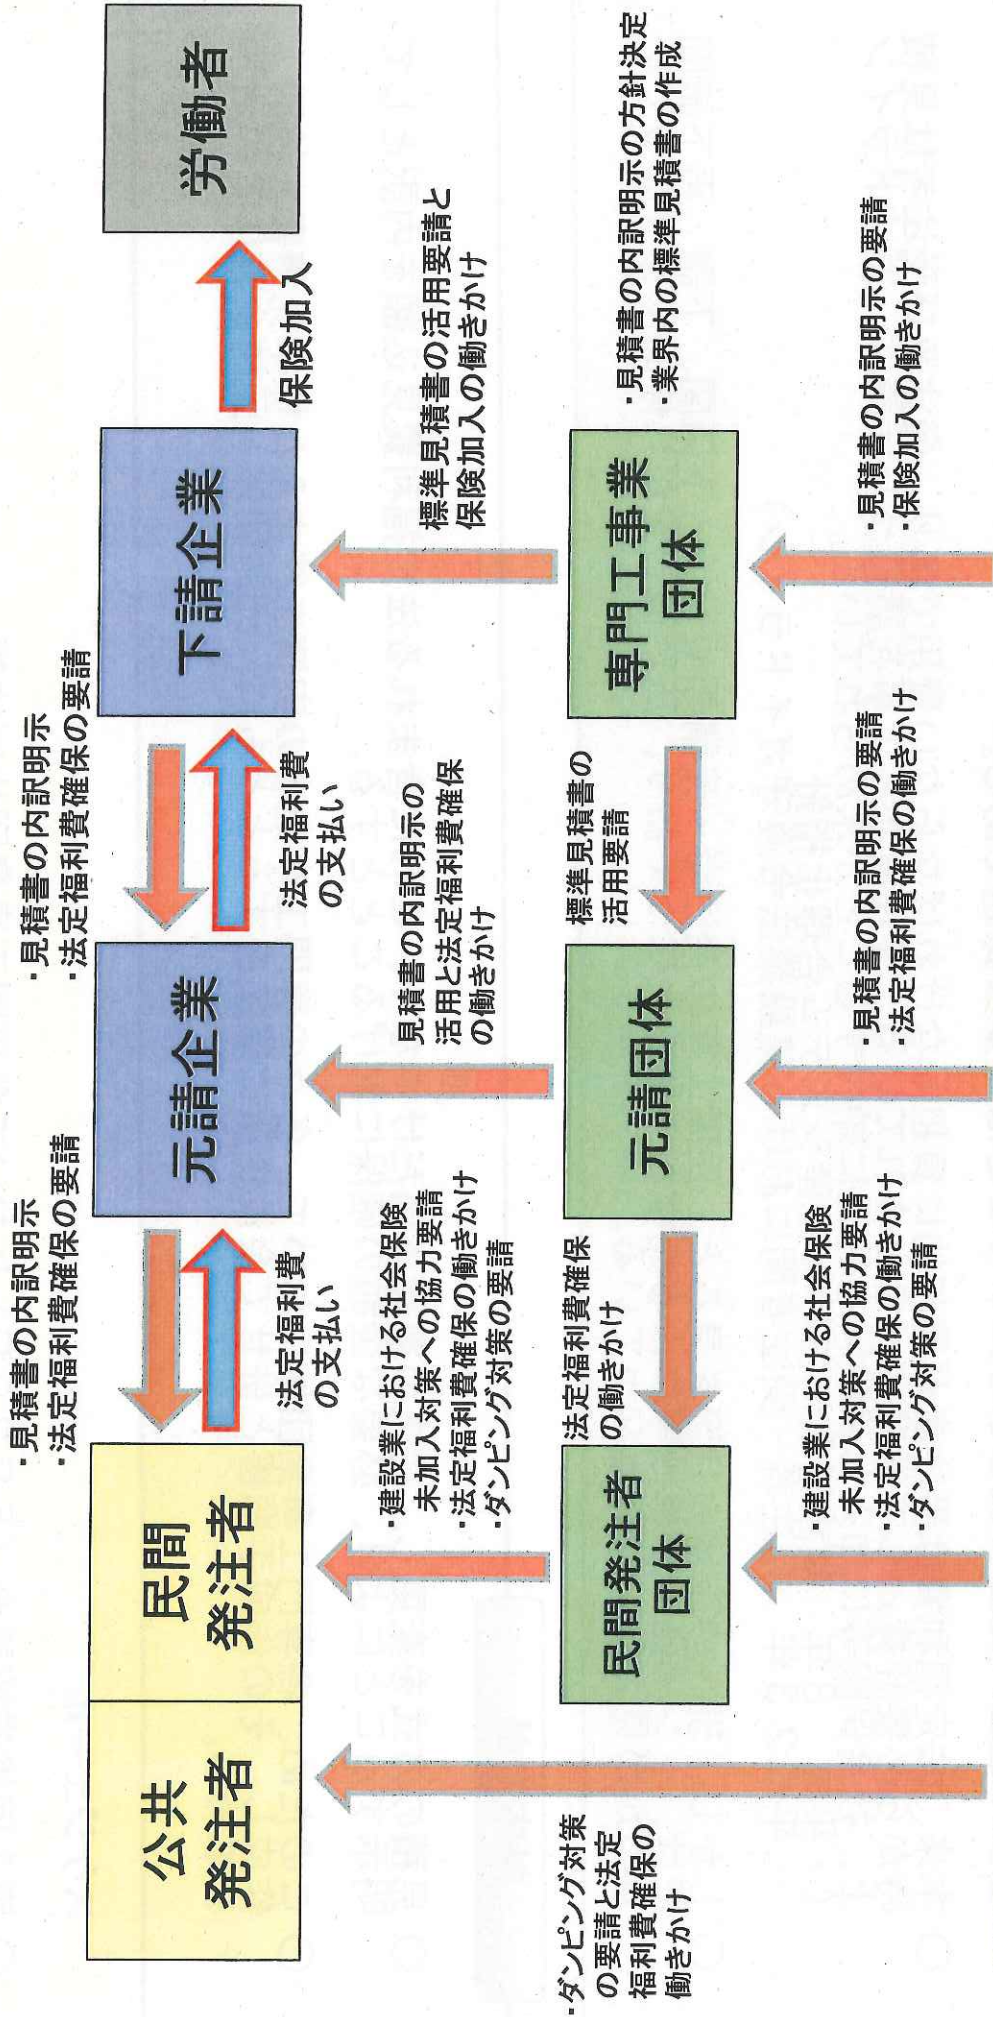 ・見積書の内訳明示
・法定福利費確保の要請
・見積書の内訳明示
・法定福利費確保の要請
公共
発注者
民間
発注者
元請企業
下請企業
労働者
法定福利費
の支払い
法定福利費
の支払い
保険加入
・建設業における社会保険
未加入対策への協力要請
・法定福利費確保の働きかけ
・ダンピング対策の要請
見積書の内訳明示の
活用と法定福利費確保
の働きかけ
標準見積書の活用要請と
保険加入の働きかけ
・ダンピング対策
の要請と法定
福利費確保の
働きかけ
民間発注者
団体
法定福利費確保
の働きかけ
元請団体
標準見積書の
活用要請
専門工事業
団体
・見積書の内訳明示の方針決定
・業界内の標準見積書の作成
・建設業における社会保険
未加入対策への協力要請
・法定福利費確保の働きかけ
・ダンピング対策の要請
・見積書の内訳明示の要請
・法定福利費確保の働きかけ
・見積書の内訳明示の要請
・保険加入の働きかけ